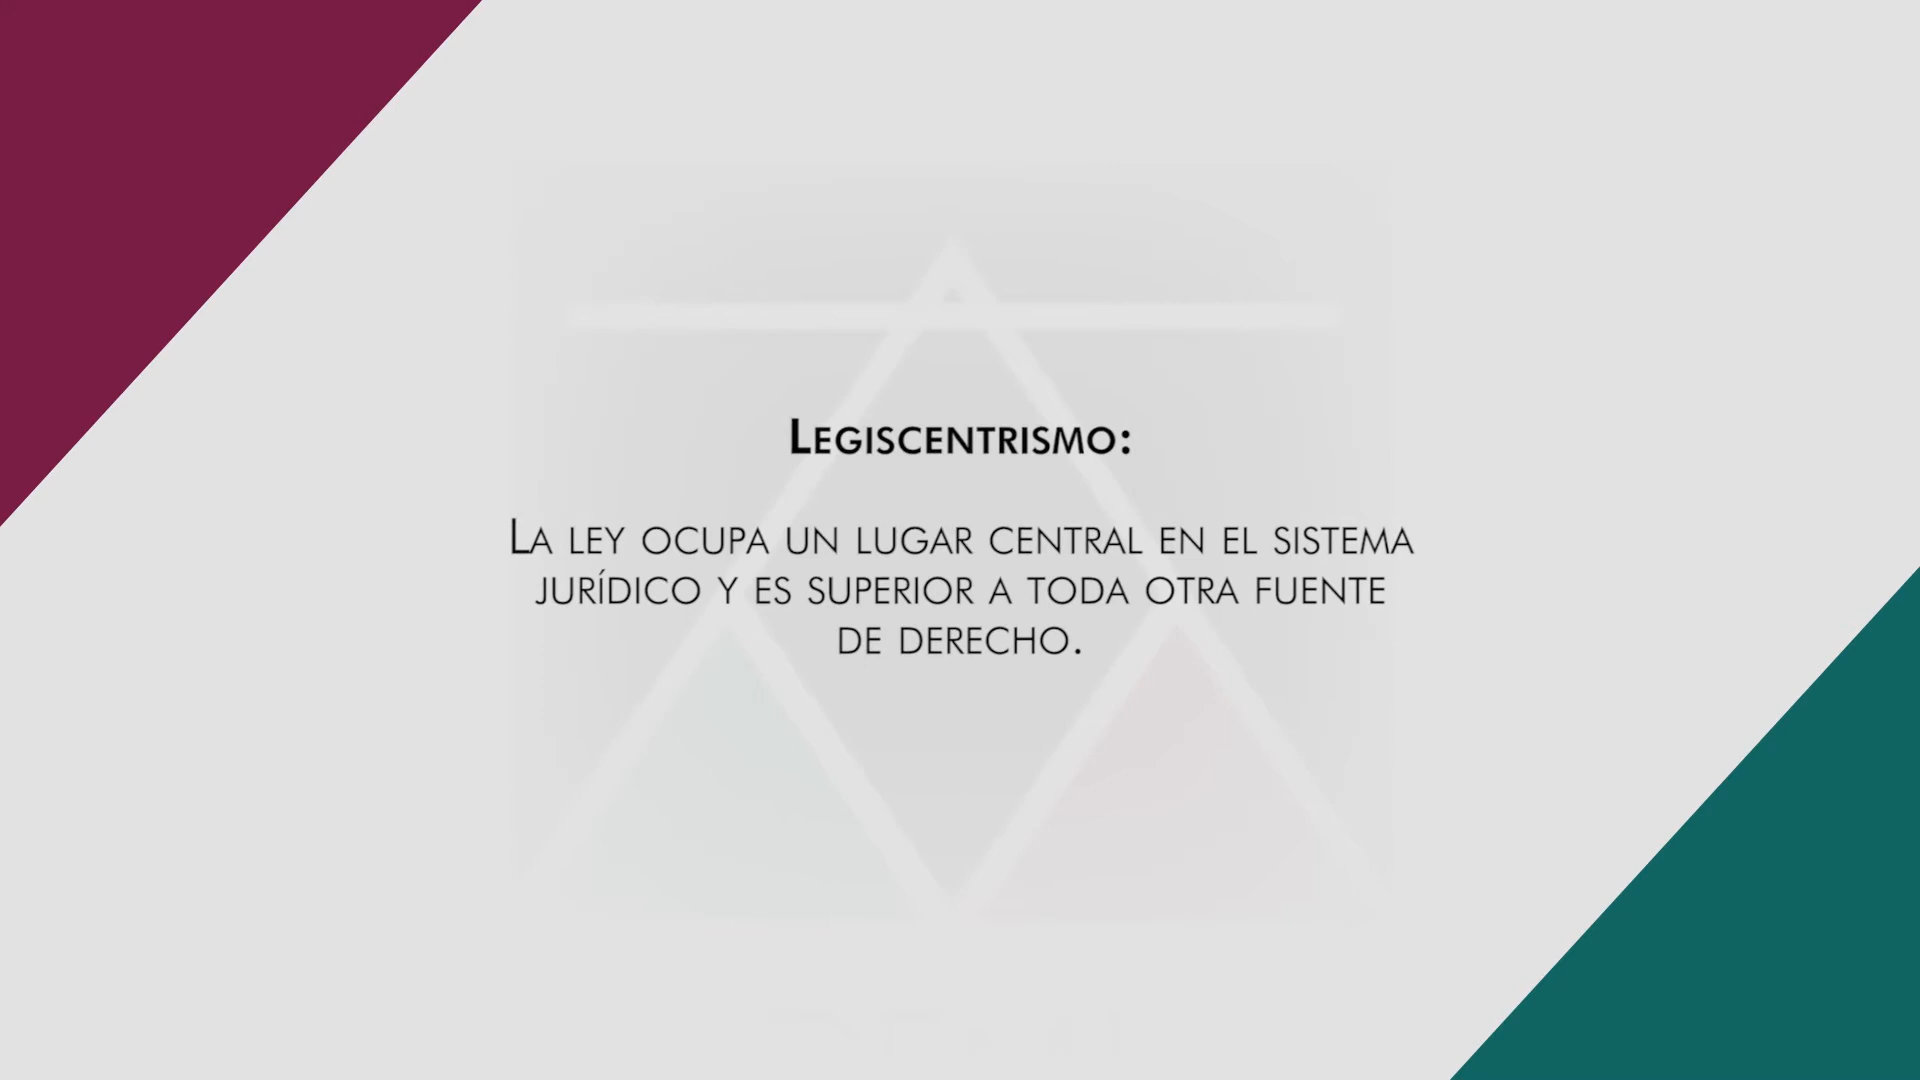 Legiscentrismo:
La ley ocupa un lugar central en el sistema
jurídico y es superior a toda otra fuente
de derecho.